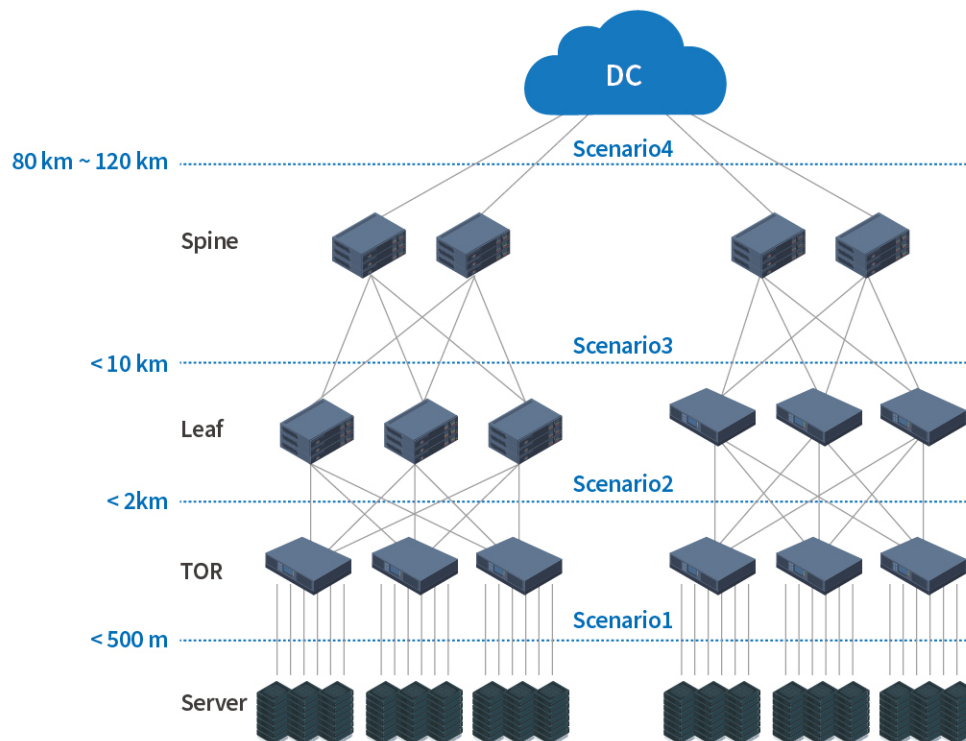 DC
80 km ~ 120 km
Scenario4
Spine
< 10 km
Scenario3
Leaf
< 2km
Scenario2
TOR
< 500 m
Scenario1
Server